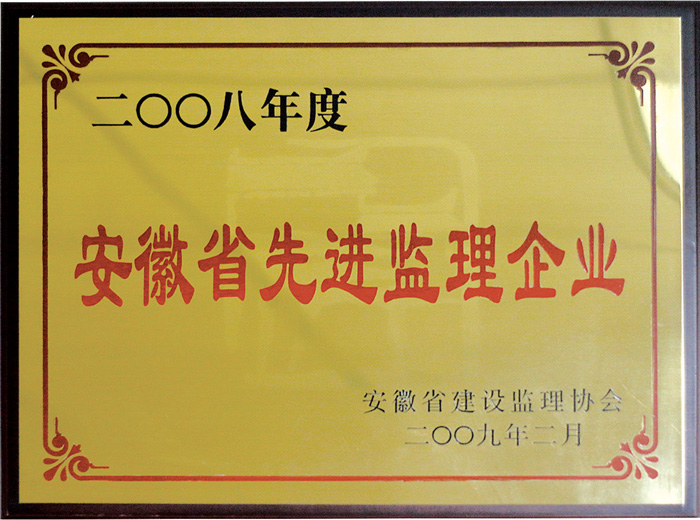 二〇〇八年度
安徽省先进监理企业
安徽省建设监理协会
二〇〇九年二月